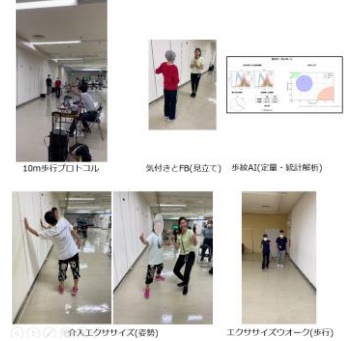 10m歩行プロトコル
気付きとFB(見立て)
歩紋AI(定量・統計解析)
介入エクササイズ(姿勢)
エクササイズウオーク(歩行)